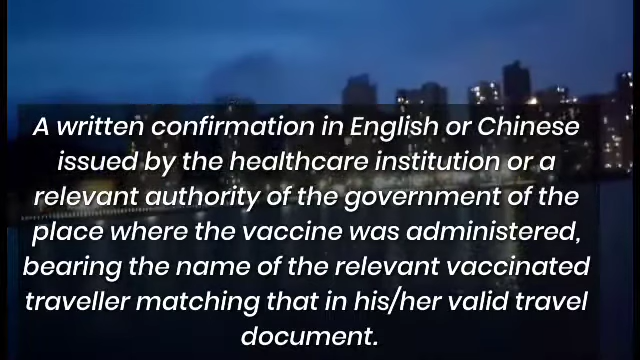 A written confirmation in English or Chinese
issued by the healthcare institution or a
relevant authority of the government of the
place where the vaccine was administered,
bearing the name of the relevant vaccinated
traveller matching that in his/her valid travel
document.